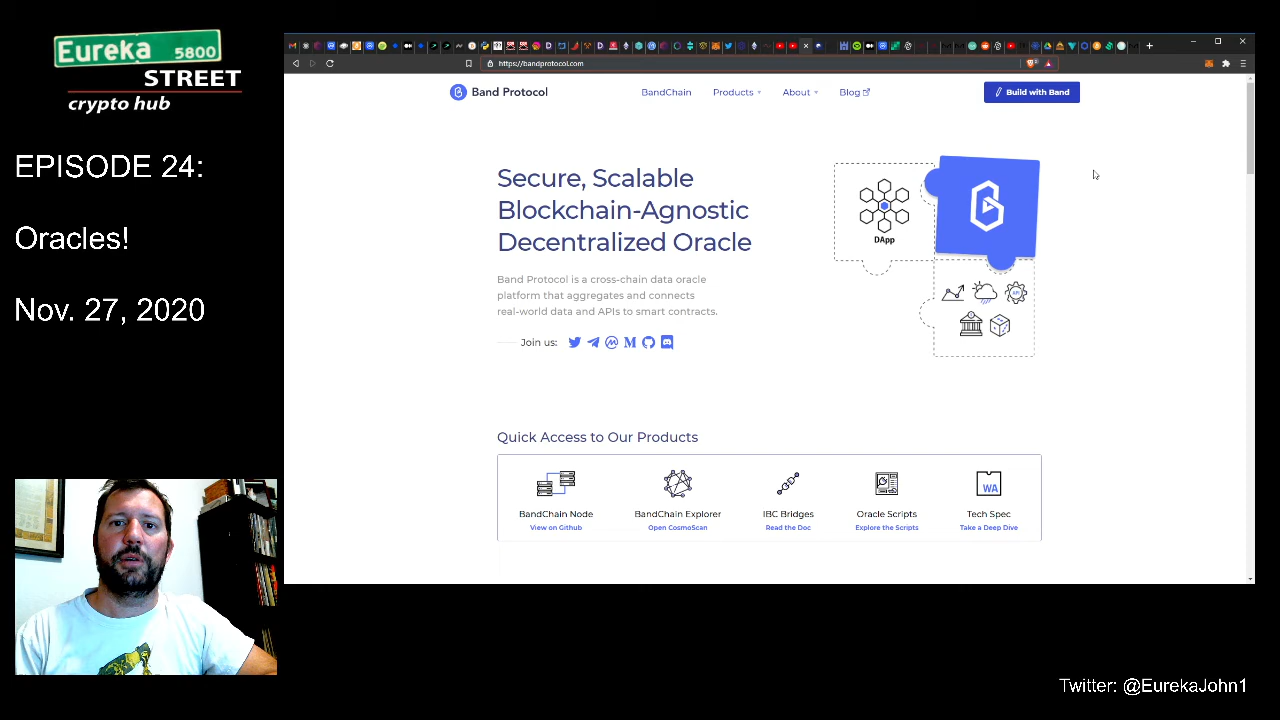 Eureka 5800
STREET
crypto hub
EPISODE 24:
Oracles!
Nov. 27, 2020
https://bandprotocol.com
Band Protocol
BandChain
Products
About
Blog
Build with Band
Secure, Scalable
Blockchain-Agnostic
Decentralized Oracle
Band Protocol is a cross-chain data oracle
platform that aggregates and connects
real-world data and APIs to smart contracts.
Join us:
DApp
API
Quick Access to Our Products
BandChain Node
View on Github
BandChain Explorer
Open CosmoScan
IBC Bridges
Read the Doc
Oracle Scripts
Explore the Scripts
WA
Tech Spec
Take a Deep Dive
Twitter: @EurekaJohn1